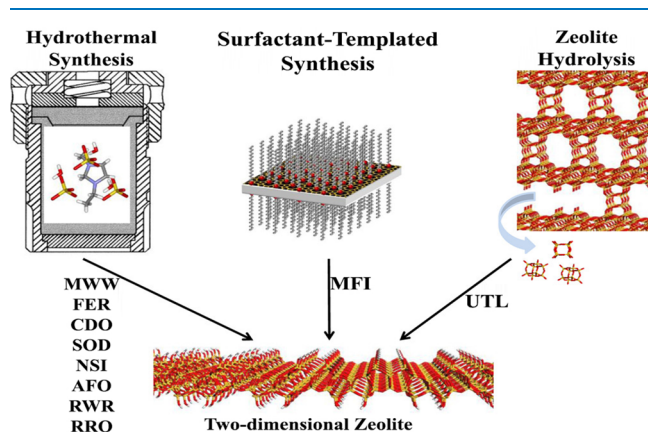 Hydrothermal
Synthesis
Surfactant-Templated
Synthesis
Zeolite
Hydrolysis
MWW
FER
CDO
SOD
NSI
AFO
RWR
RRO
MFI
UTL
Two-dimensional Zeolite